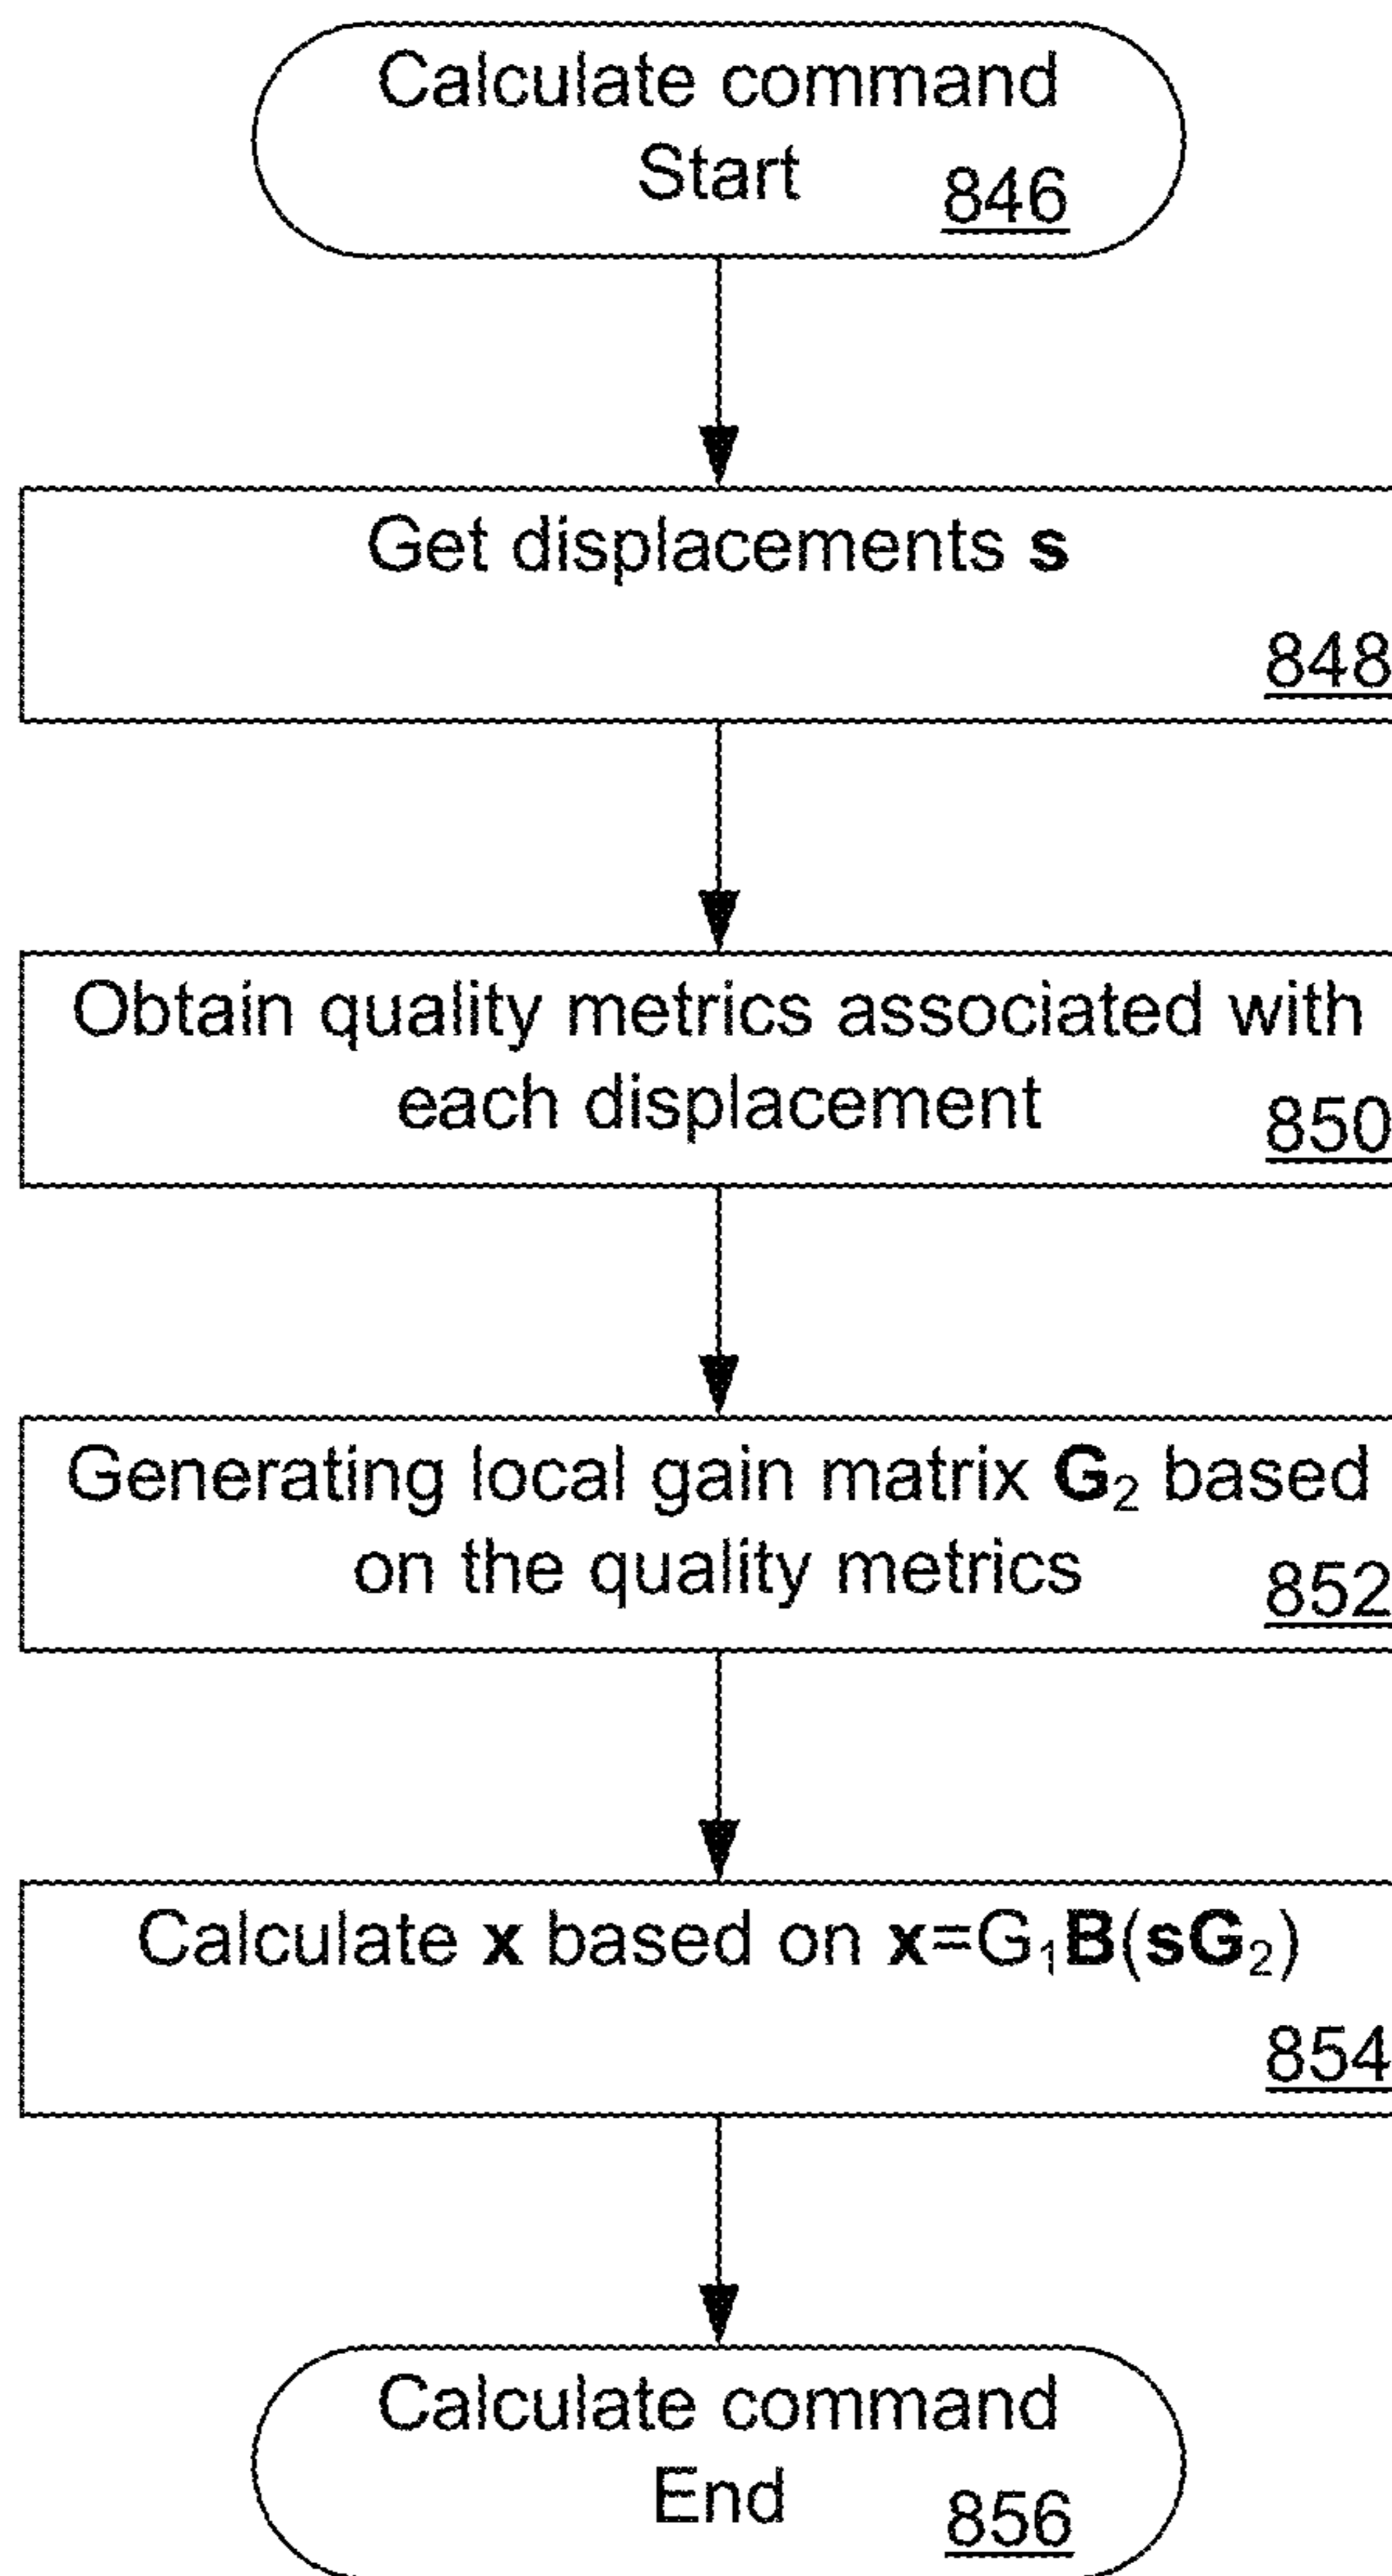 Calculate command
Start 846
Get displacements s
848
Obtain quality metrics associated with
each displacement 850
Generating local gain matrix G₂ based
on the quality metrics 852
Calculate x based on x=G₁B(sG₂)
854
Calculate command
End 856